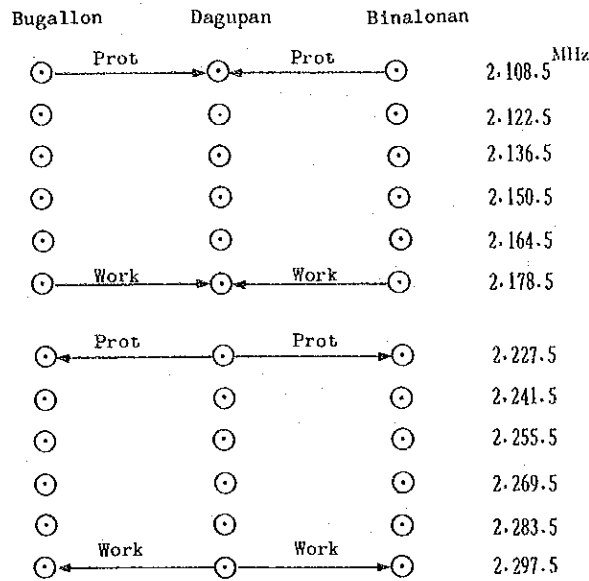 Bugallon Dagupan Binalonan
MHz
Prot Prot 2.108.5
2.122.5
2.136.5
2.150.5
2.164.5
Work Work 2.178.5
Prot Prot 2.227.5
2.241.5
2.255.5
2.269.5
2.283.5
Work Work 2.297.5